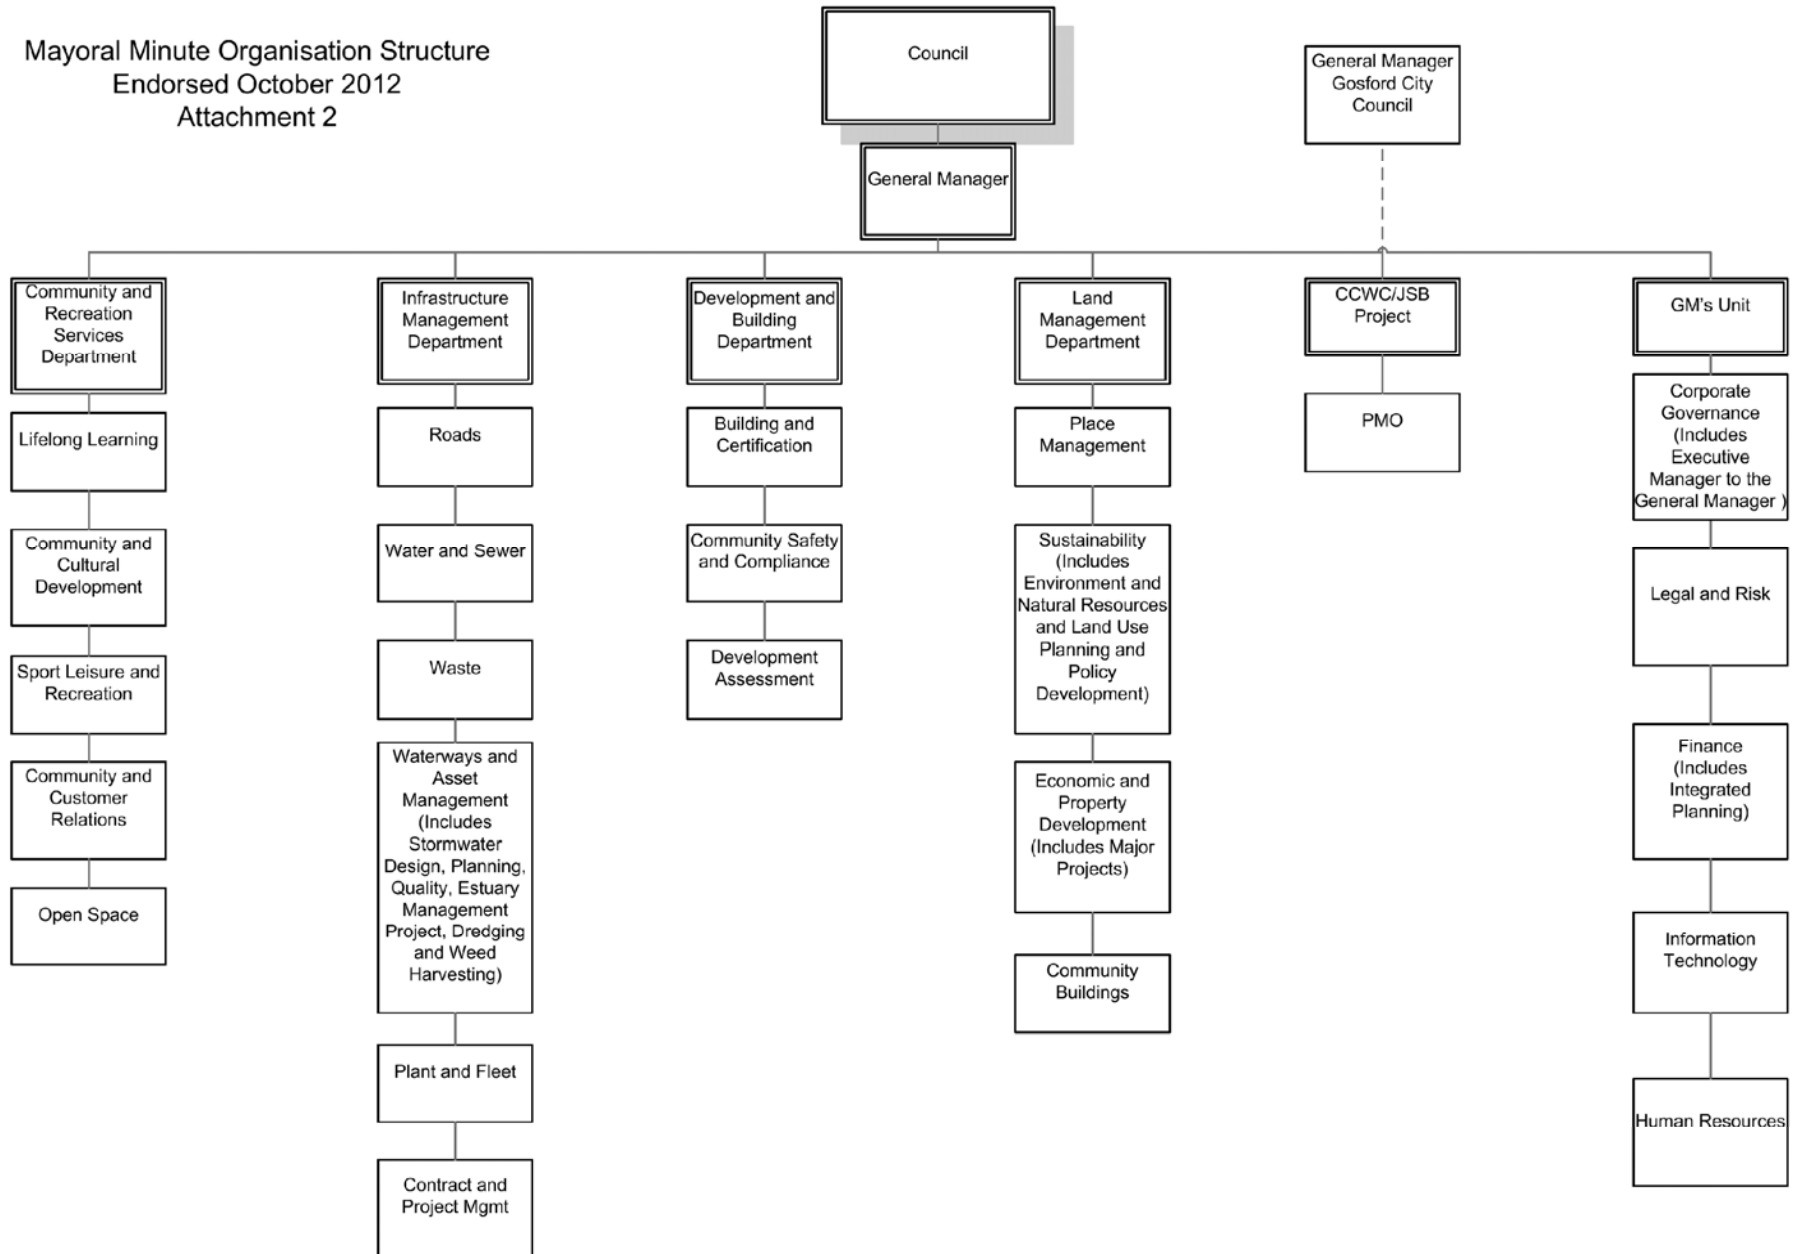 Mayoral Minute Organisation Structure
Endorsed October 2012
Attachment 2
Council
General Manager
Gosford City
Council
General Manager
Community and
Recreation
Services
Department
Infrastructure
Management
Department
Development and
Building
Department
Land
Management
Department
CCWC/JSB
Project
GM's Unit
Lifelong Learning
Community and
Cultural
Development
Sport Leisure and
Recreation
Community and
Customer
Relations
Open Space
Roads
Water and Sewer
Waste
Waterways and
Asset
Management
(Includes
Stormwater
Design, Planning,
Quality, Estuary
Management
Project, Dredging
and Weed
Harvesting)
Plant and Fleet
Contract and
Project Mgmt
Building and
Certification
Community Safety
and Compliance
Development
Assessment
Place
Management
Sustainability
(Includes
Environment and
Natural Resources
and Land Use
Planning and
Policy
Development)
Economic and
Property
Development
(Includes Major
Projects)
Community
Buildings
PMO
Corporate
Governance
(Includes
Executive
Manager to the
General Manager )
Legal and Risk
Finance
(Includes
Integrated
Planning)
Information
Technology
Human Resources